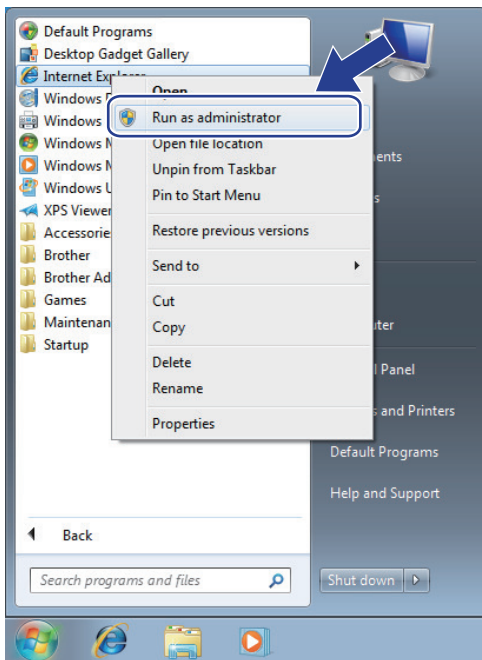 Default Programs
Desktop Gadget Gallery
Internet Explorer
Windows
Windows
Windows
Windows
Windows
XPS Viewer
Accessorie
Brother
Brother Ad
Games
Maintenan
Startup
Back
Search programs and files
Open
Run as administrator
Open file location
Unpin from Taskbar
Pin to Start Menu
Restore previous versions
Send to
Cut
Copy
Delete
Rename
Properties
ments
s
uter
l Panel
s and Printers
Default Programs
Help and Support
Shut down